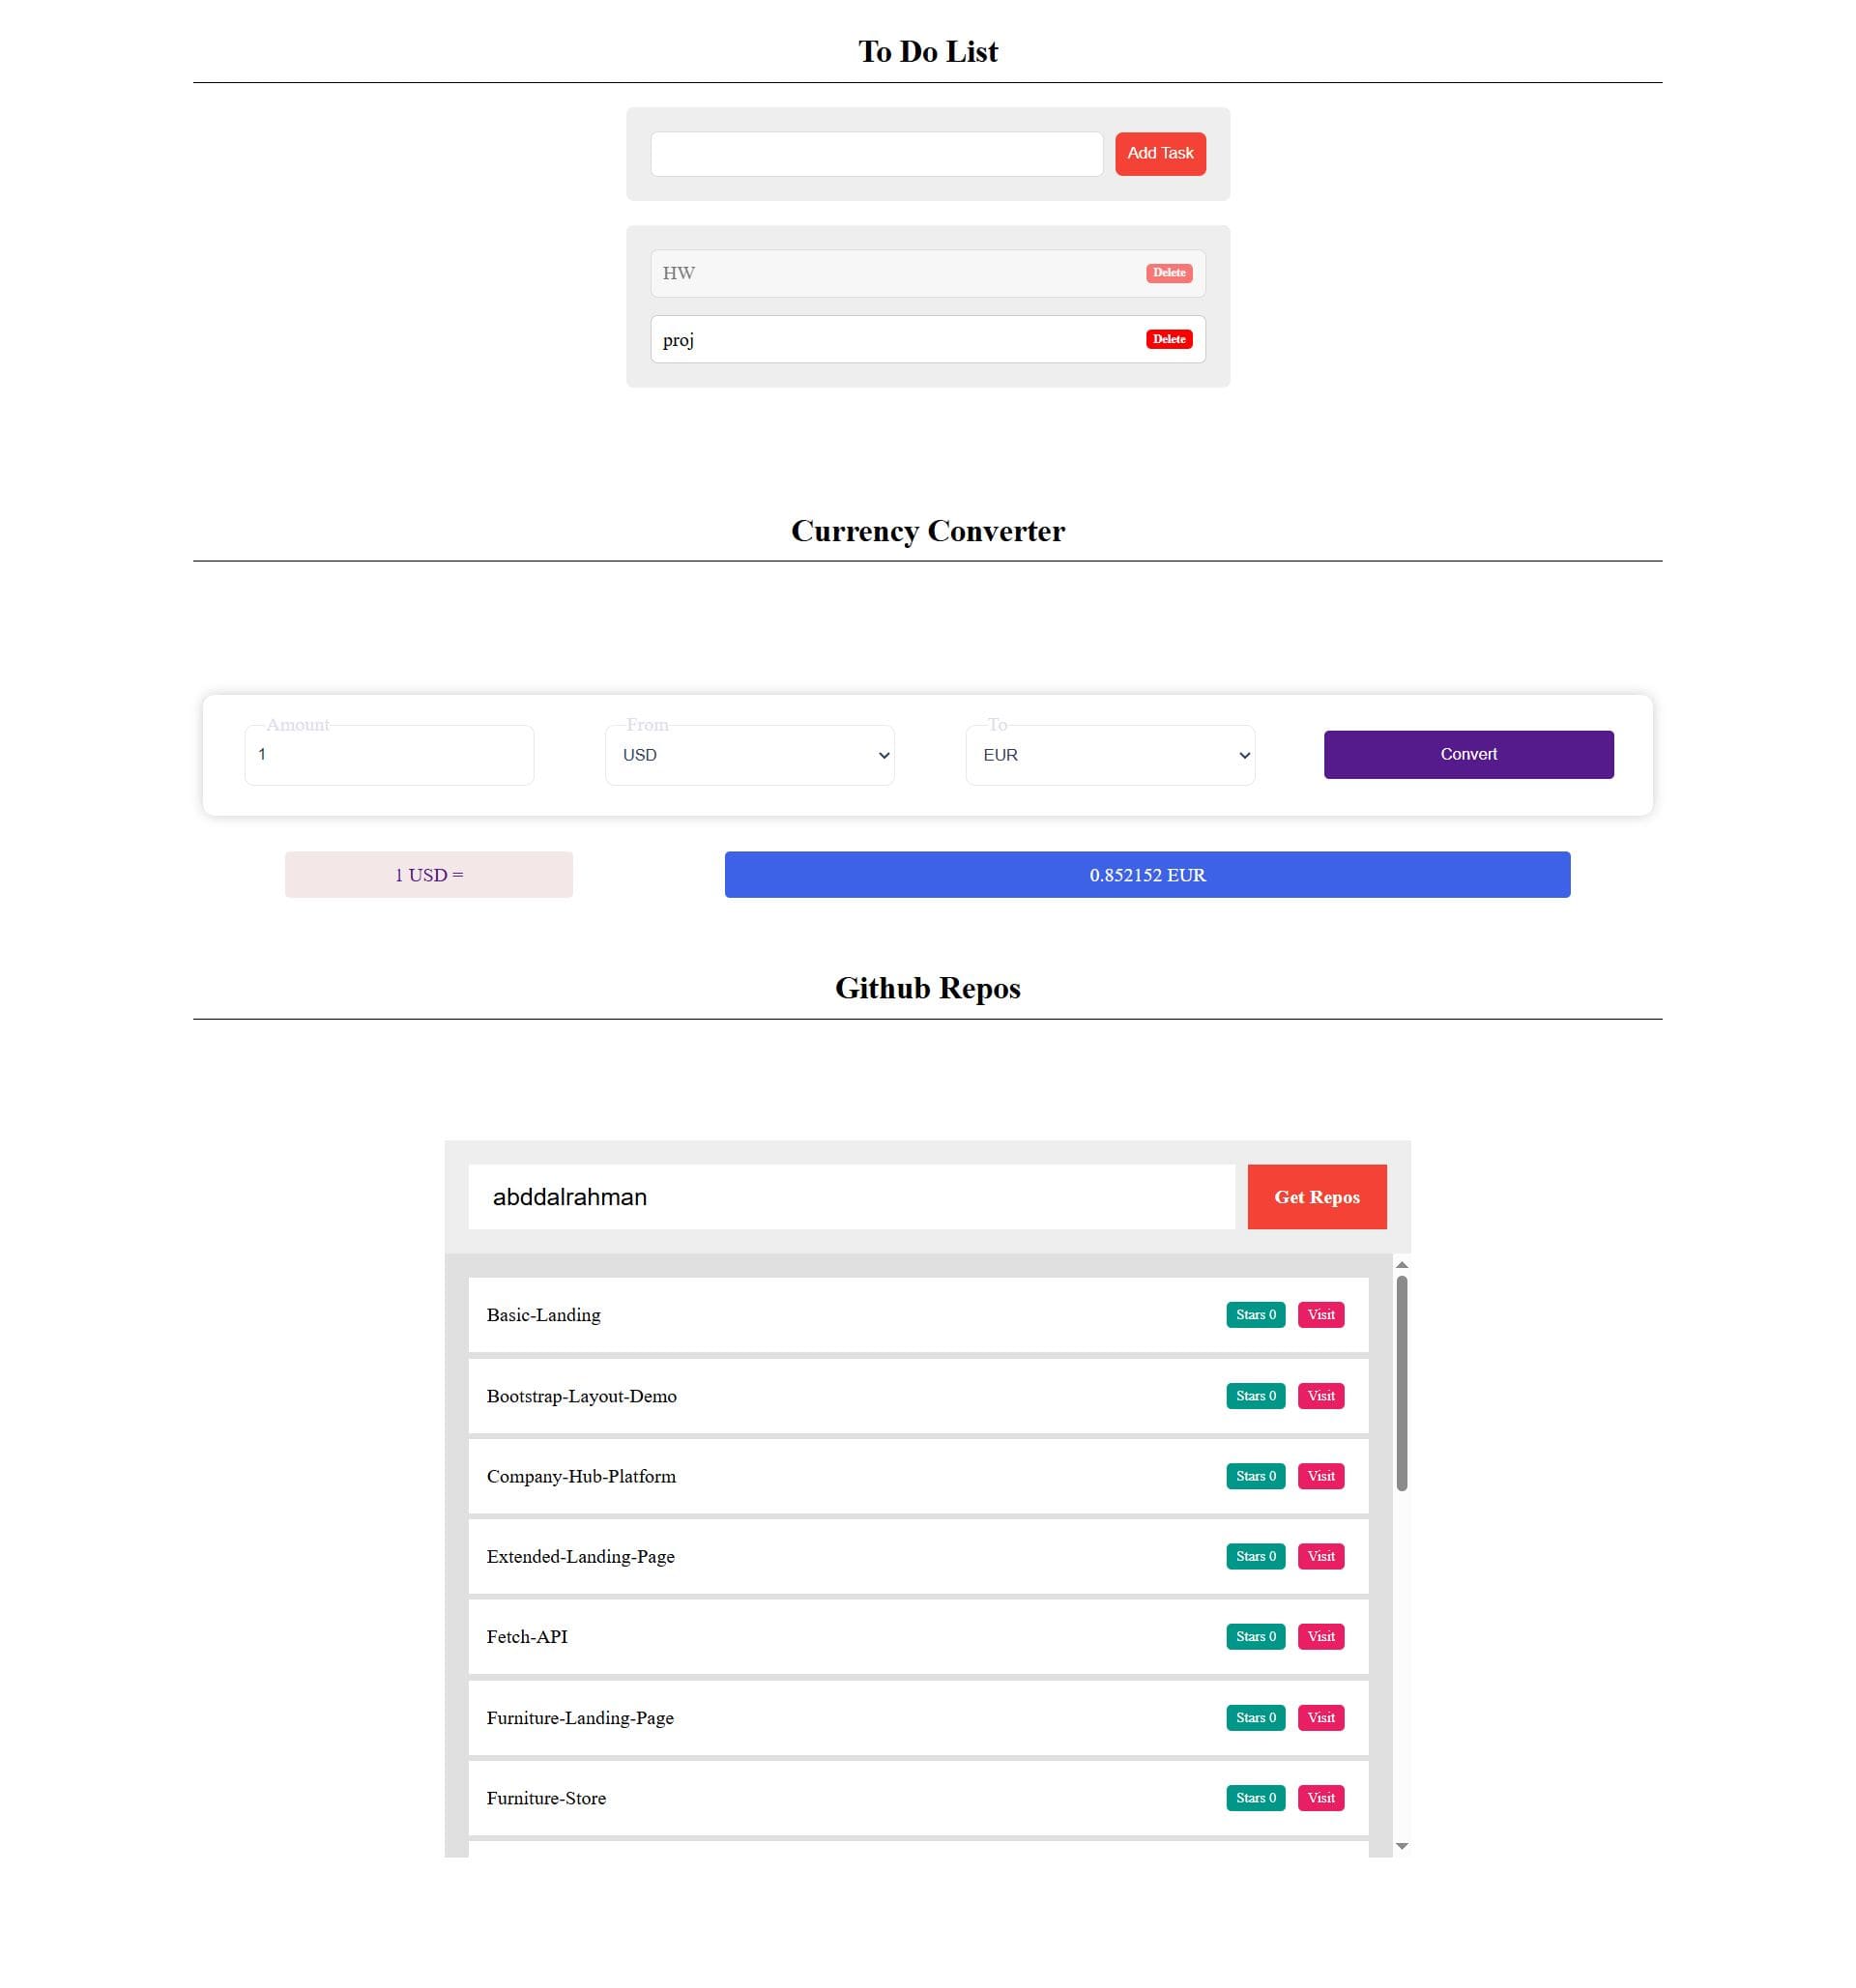 To Do List
Add Task
HW Delete
proj Delete
Currency Converter
Amount From To
1 USD EUR Convert
1 USD = 0.852152 EUR
Github Repos
abddalrahman Get Repos
Basic-Landing Stars 0 Visit
Bootstrap-Layout-Demo Stars 0 Visit
Company-Hub-Platform Stars 0 Visit
Extended-Landing-Page Stars 0 Visit
Fetch-API Stars 0 Visit
Furniture-Landing-Page Stars 0 Visit
Furniture-Store Stars 0 Visit